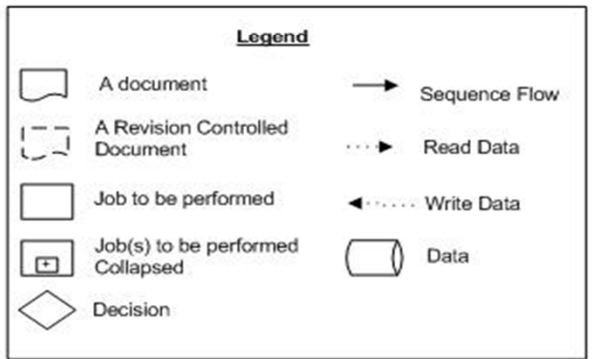 Legend
A document
A Revision Controlled
Document
Job to be performed
Job(s) to be performed
Collapsed
Decision
Sequence Flow
Read Data
Write Data
Data